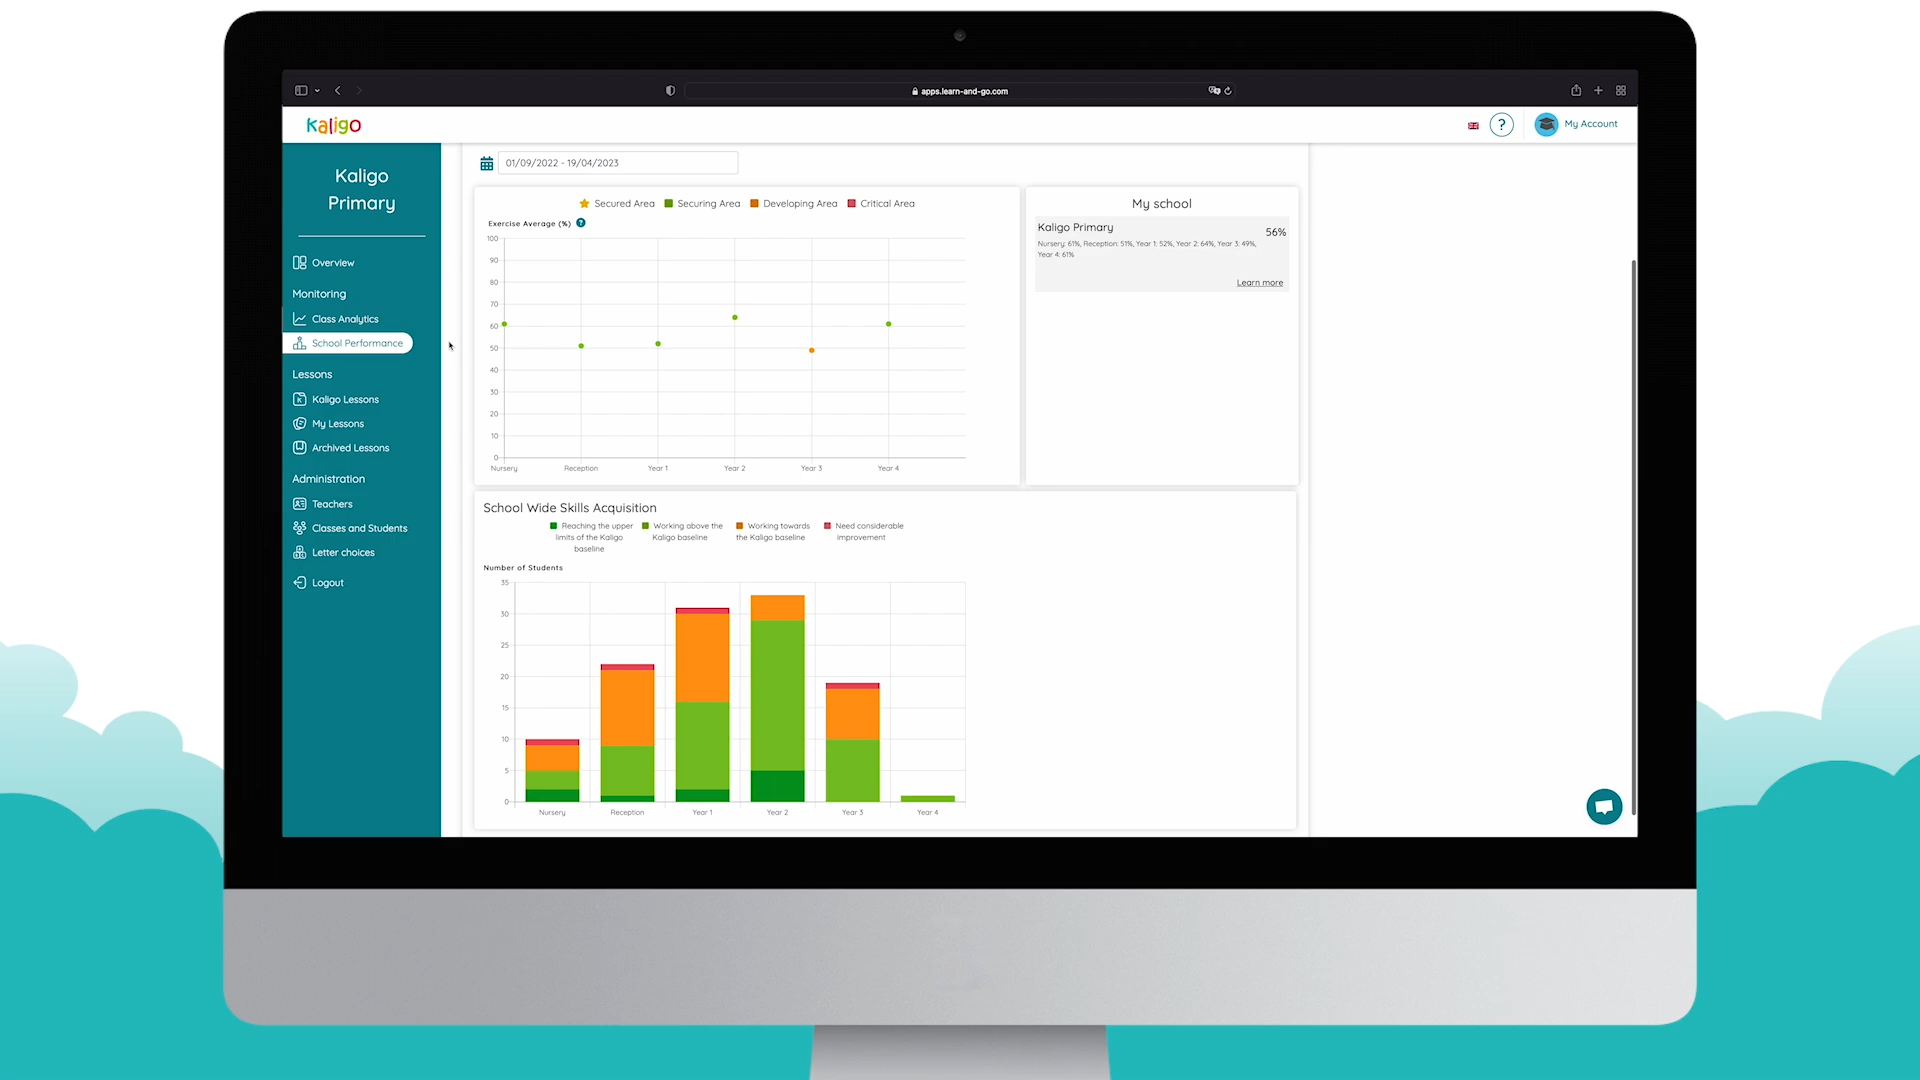 apps.learn-and-go.com
Kaligo
?
My Account
Kaligo
Primary
Overview
Monitoring
Class Analytics
School Performance
Lessons
Kaligo Lessons
My Lessons
Archived Lessons
Administration
Teachers
Classes and Students
Letter choices
Logout
01/09/2022 - 19/04/2023
Secured Area Securing Area Developing Area Critical Area
Exercise Average (%) ?
100
90
80
70
60
50
40
30
20
10
0
Nursery Reception Year 1 Year 2 Year 3 Year 4
My school
Kaligo Primary
56%
Nursery: 61%, Reception: 51%, Year 1: 52%, Year 2: 64%, Year 3: 49%,
Year 4: 61%
Learn more
School Wide Skills Acquisition
Reaching the upper
limits of the Kaligo
baseline
Working above the
Kaligo baseline
Working towards
the Kaligo baseline
Need considerable
improvement
Number of Students
35
30
25
20
15
10
5
0
Nursery Reception Year 1 Year 2 Year 3 Year 4